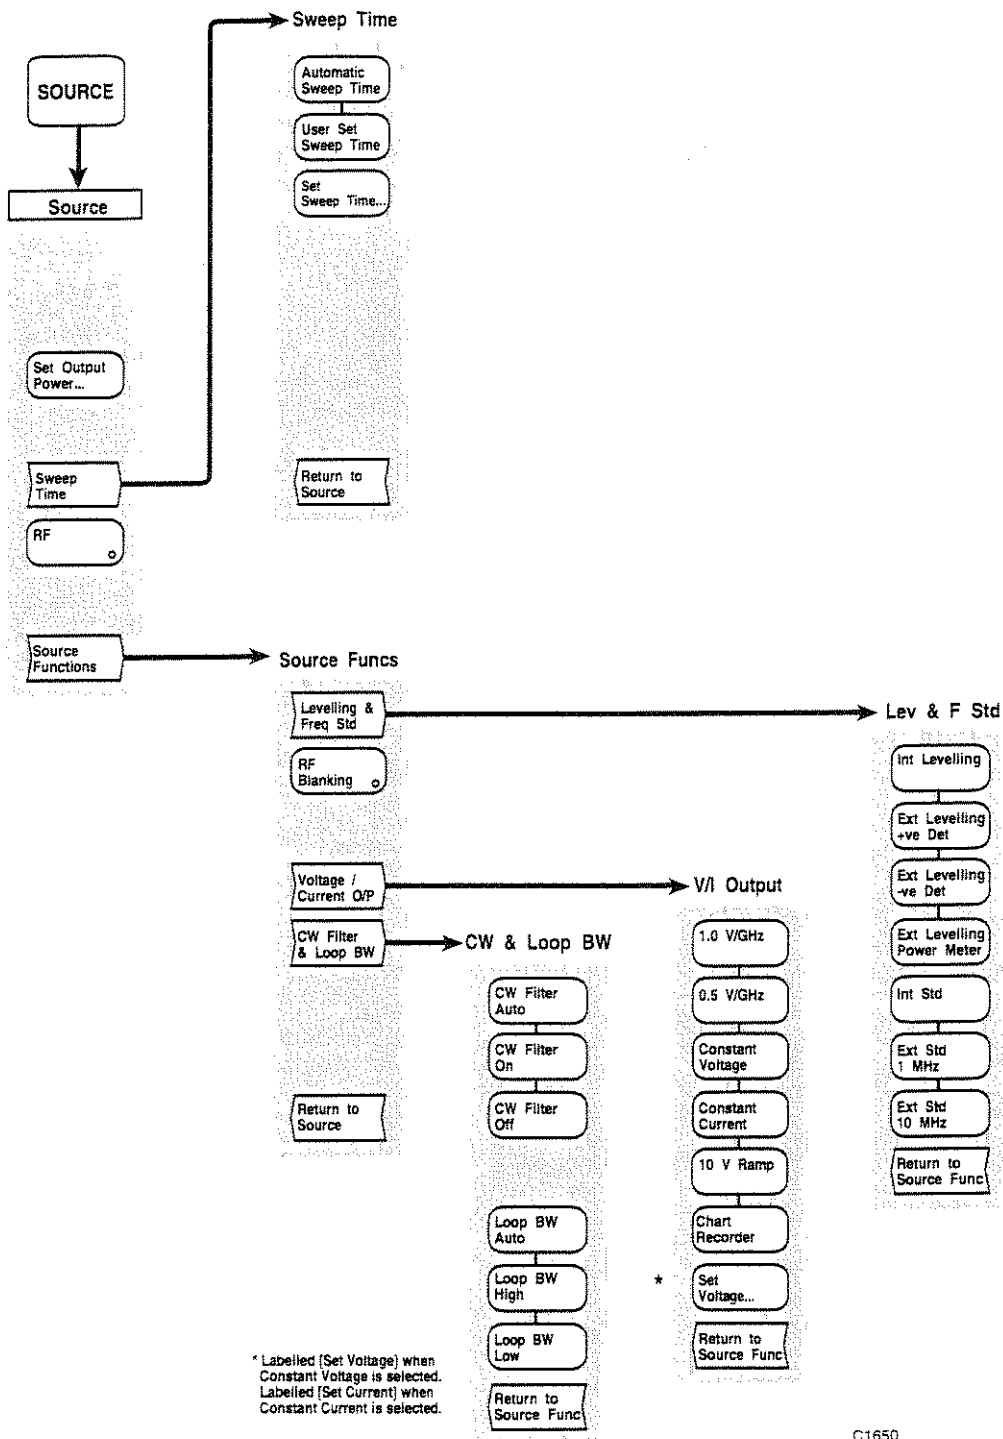 SOURCE
Source
Set Output
Power...
Sweep
Time
RF
Source
Functions
Sweep Time
Automatic
Sweep Time
User Set
Sweep Time
Set
Sweep Time...
Return to
Source
Source Funcs
Levelling &
Freq Std
RF
Blanking
Voltage /
Current O/P
CW Filter
& Loop BW
Return to
Source
CW & Loop BW
CW Filter
Auto
CW Filter
On
CW Filter
Off
Loop BW
Auto
Loop BW
High
Loop BW
Low
Return to
Source Func
V/I Output
1.0 V/GHz
0.5 V/GHz
Constant
Voltage
Constant
Current
10 V Ramp
Chart
Recorder
*
Set
Voltage...
Return to
Source Func
Lev & F Std
Int Levelling
Ext Levelling
+ve Det
Ext Levelling
-ve Det
Ext Levelling
Power Meter
Int Std
Ext Std
1 MHz
Ext Std
10 MHz
Return to
Source Func
* Labelled [Set Voltage] when
Constant Voltage is selected.
Labelled [Set Current] when
Constant Current is selected.
C1650